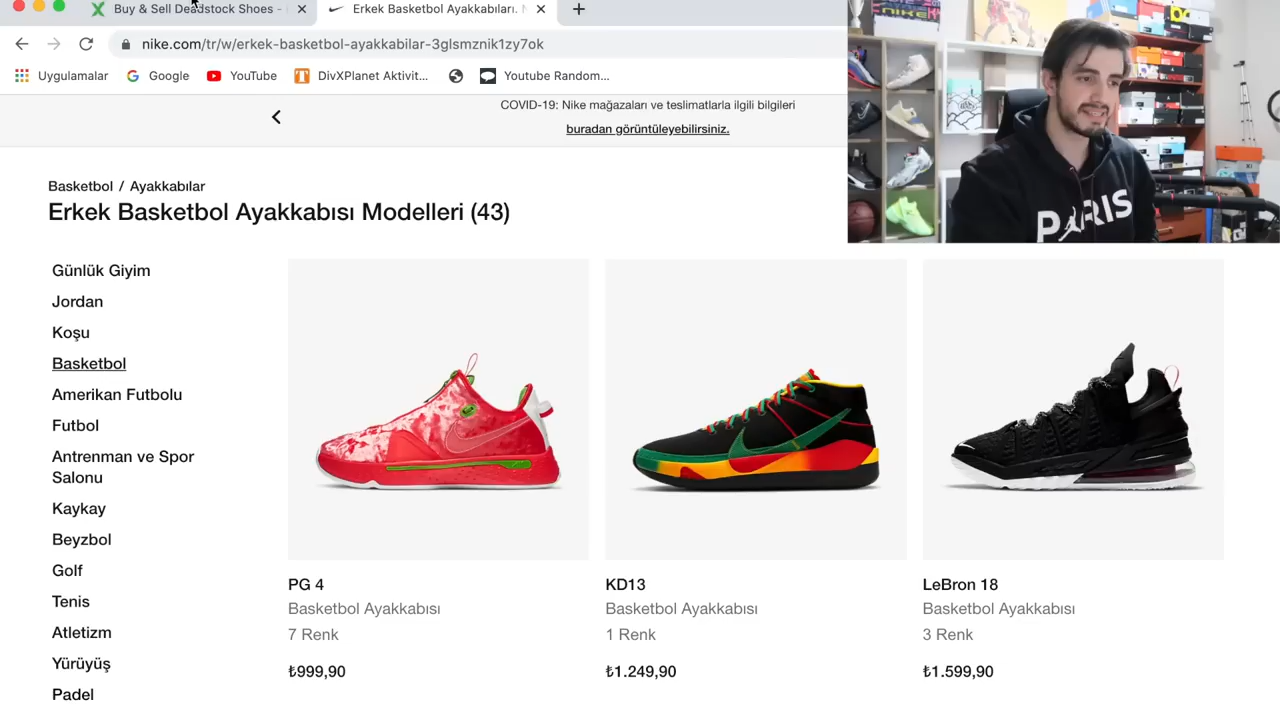 Buy & Sell Deadstock Shoes -
Erkek Basketbol Ayakkabıları.
nike.com/tr/w/erkek-basketbol-ayakkabilar-3glsmznik1zy7ok
Uygulamalar
Google
YouTube
DivXPlanet Aktivit...
Youtube Random...
COVID-19: Nike mağazaları ve teslimatlarla ilgili bilgileri
buradan görüntüleyebilirsiniz.
Basketbol / Ayakkabılar
Erkek Basketbol Ayakkabısı Modelleri (43)
Günlük Giyim
Jordan
Koşu
Basketbol
Amerikan Futbolu
Futbol
Antrenman ve Spor
Salonu
Kaykay
Beyzbol
Golf
Tenis
Atletizm
Yürüyüş
Padel
PG 4
Basketbol Ayakkabısı
7 Renk
₺999,90
KD13
Basketbol Ayakkabısı
1 Renk
₺1.249,90
LeBron 18
Basketbol Ayakkabısı
3 Renk
₺1.599,90
PARIS